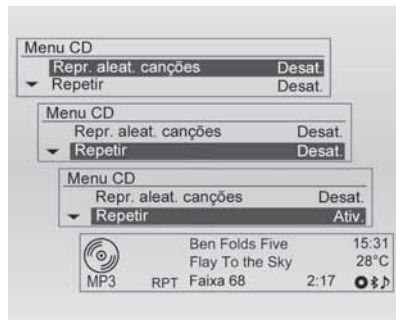 Menu CD
Repr. aleat. canções Desat.
Repetir Desat.
Menu CD
Repr. aleat. canções Desat.
Repetir Desat.
Menu CD
Repr. aleat. canções Desat.
Repetir Ativ.
Ben Folds Five 15:31
Flay To the Sky 28°C
MP3 RPT Faixa 68 2:17